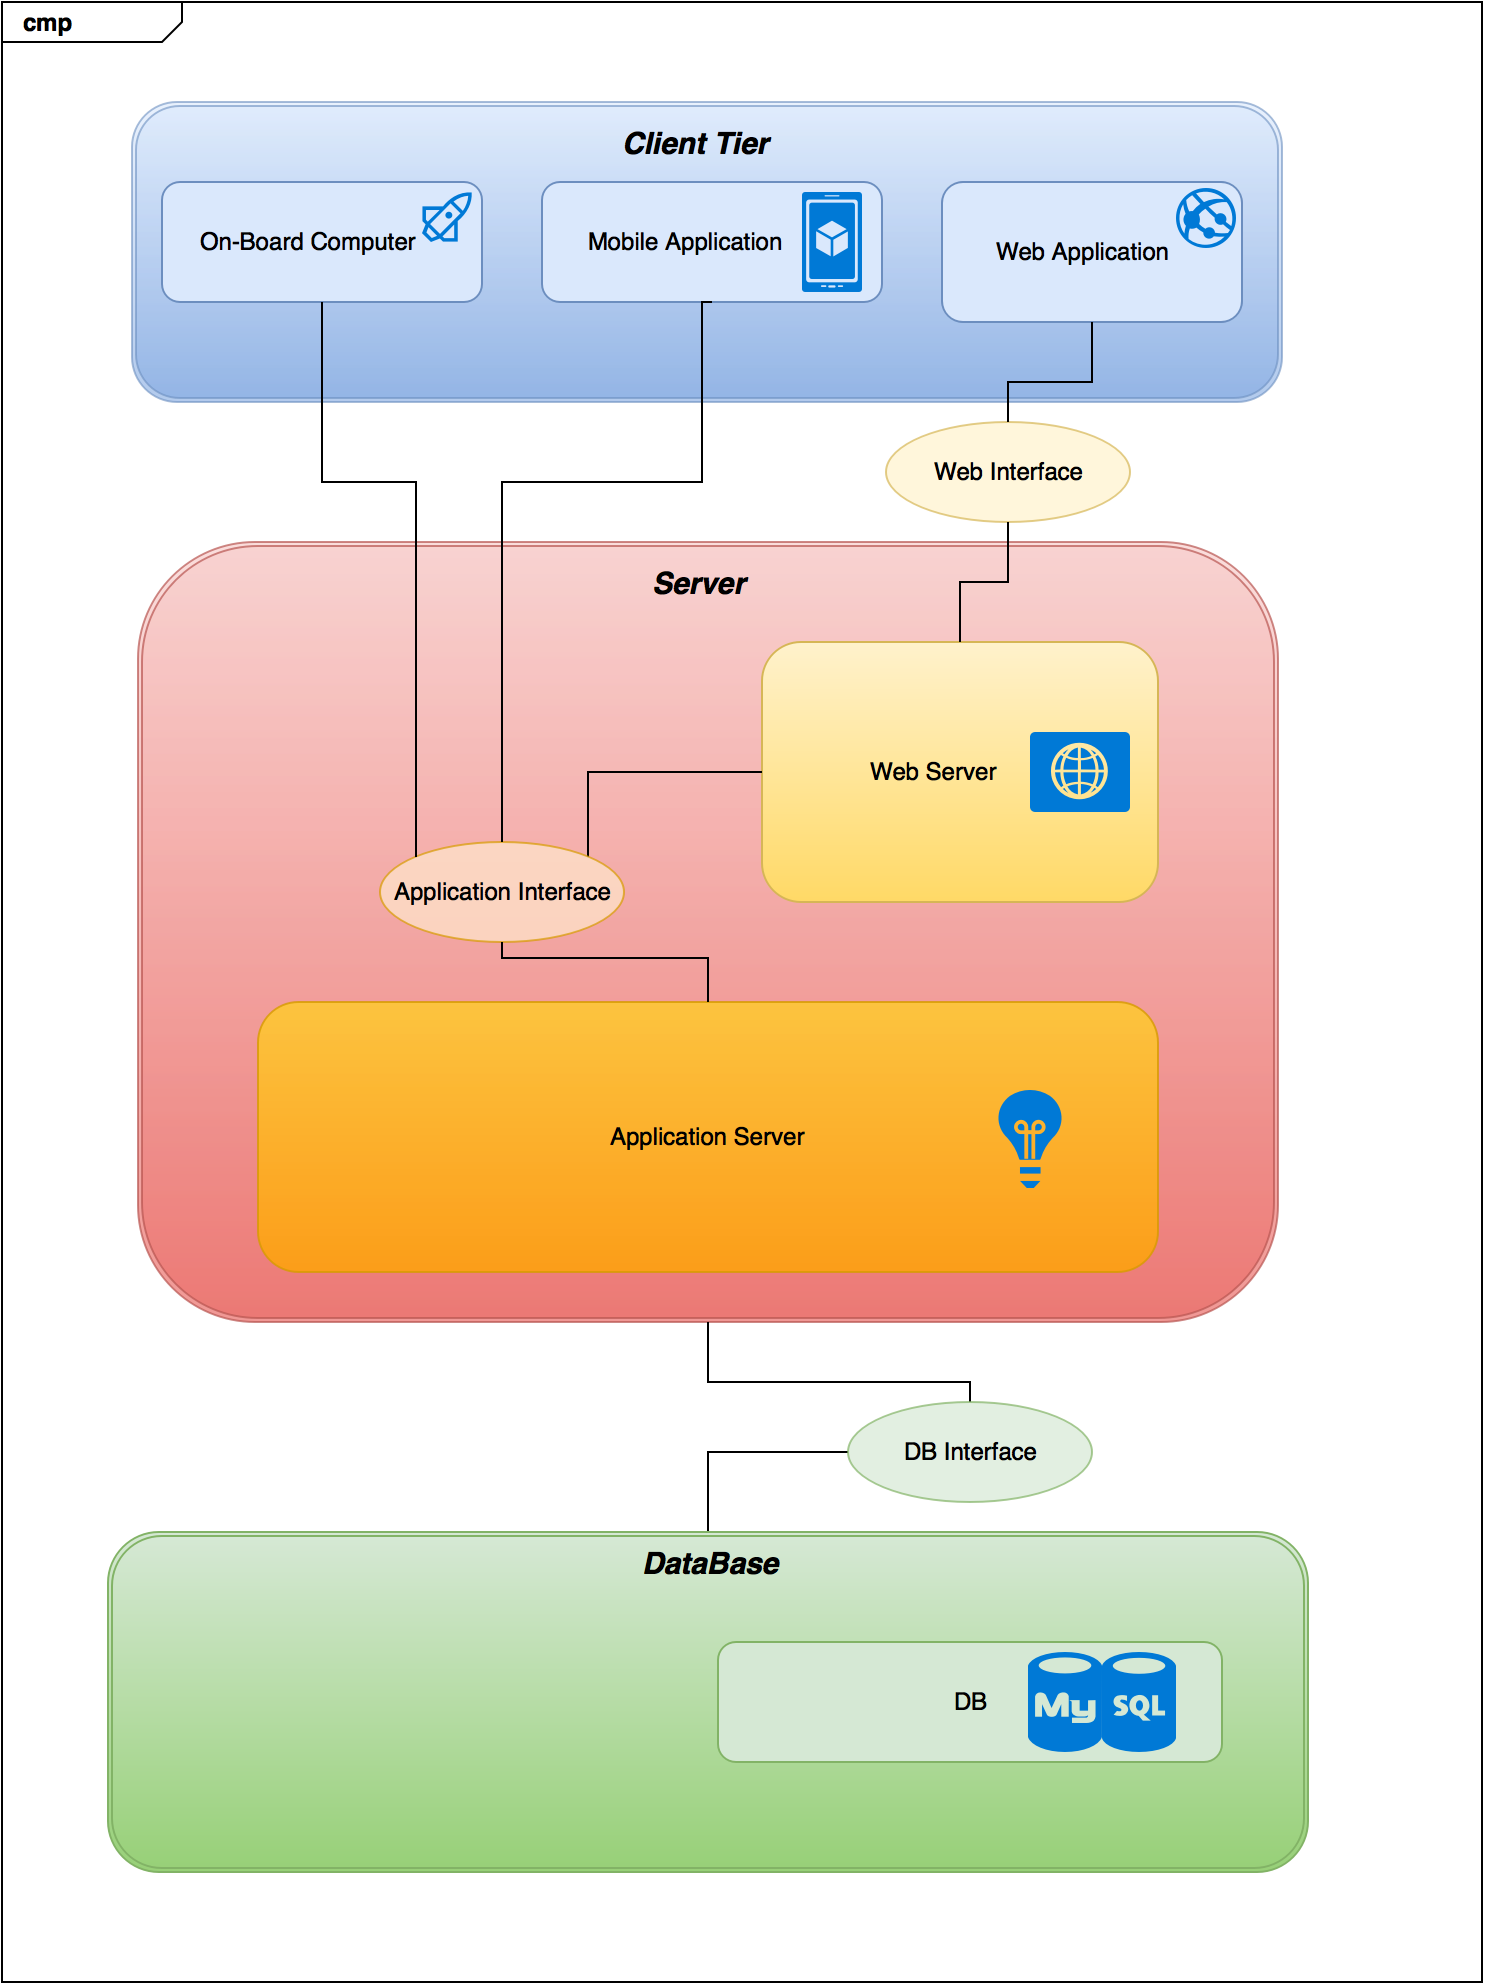 cmp
Client Tier
On-Board Computer
Mobile Application
Web Application
Web Interface
Server
Web Server
Application Interface
Application Server
DB Interface
DataBase
DB
My SQL